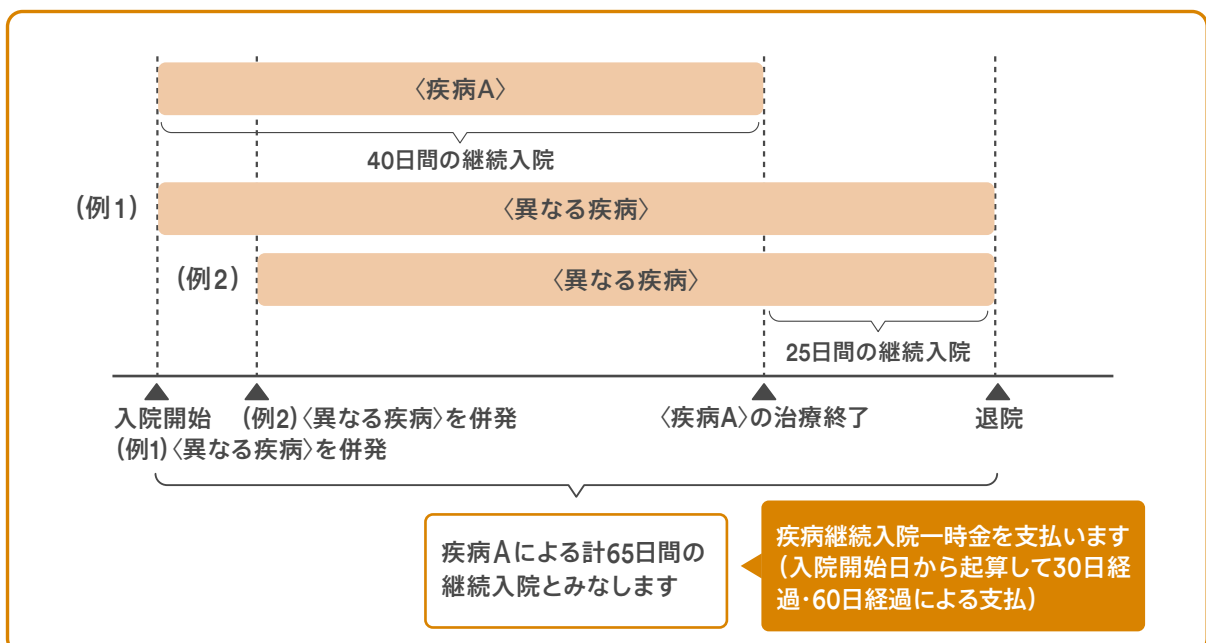 〈疾病A〉
40日間の継続入院
(例1)
〈異なる疾病〉
(例2)
〈異なる疾病〉
25日間の継続入院
入院開始
(例1)〈異なる疾病〉を併発
(例2)〈異なる疾病〉を併発
〈疾病A〉の治療終了
退院
疾病Aによる計65日間の
継続入院とみなします
疾病継続入院一時金を支払います
(入院開始日から起算して30日経
過・60日経過による支払)